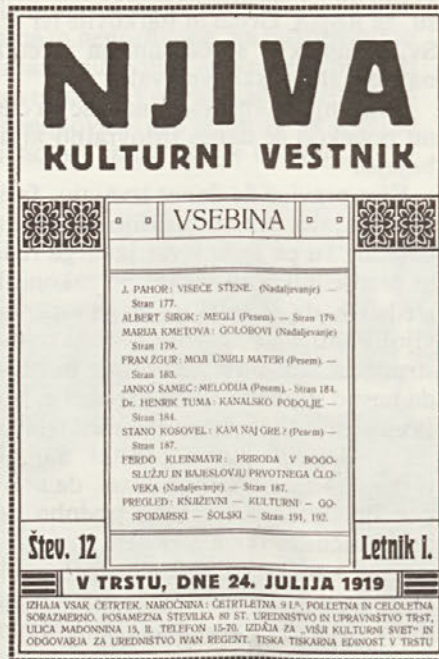 NJIVA
KULTURNI VESTNIK
VSEBINA
J. PAHOR: VISEČE STENE. (Nadaljevanje) —
Stran 177.
ALBERT ŠIROK: MEGLI (Pesem). — Stran 179.
MARIJA KMETOVA: GOLOBOVI (Nadaljevanje)
Stran 179.
FRAN ŽGUR: MOJI UMRLI MATERI (Pesem). —
Stran 183.
JANKO SAMEC: MELODIJA (Pesem). - Stran 184.
Dr. HENRIK TUMA: KANALSKO PODOLJE. —
Stran 184.
STANO KOSOVEL: KAM NAJ GRE? (Pesem) —
Stran 187.
FERDO KLEINMAYR: PRIRODA V BOGO-
SLUŽJU IN BAJESLOVJU PRVOTNEGA ČLO-
VEKA (Nadaljevanje) — Stran 187.
PREGLED: KNJIŽEVNI — KULTURNI — GO-
SPODARSKI — ŠOLSKI — Stran 191, 192.
Štev. 12
Letnik I.
V TRSTU, DNE 24. JULIJA 1919
IZHAJA VSAK ČETRTEK. NAROČNINA: ČETRTLETNA 9 L, POLLETNA IN CELOLETNA
SORAZMERNO. POSAMEZNA ŠTEVILKA 80 ST. UREDNIŠTVO IN UPRAVNIŠTVO TRST,
ULICA MADONNINA 15, II. TELEFON 15-70. IZDAJA ZA „VIŠJI KULTURNI SVET" IN
ODGOVARJA ZA UREDNIŠTVO IVAN REGENT. TISKA TISKARNA EDINOST V TRSTU